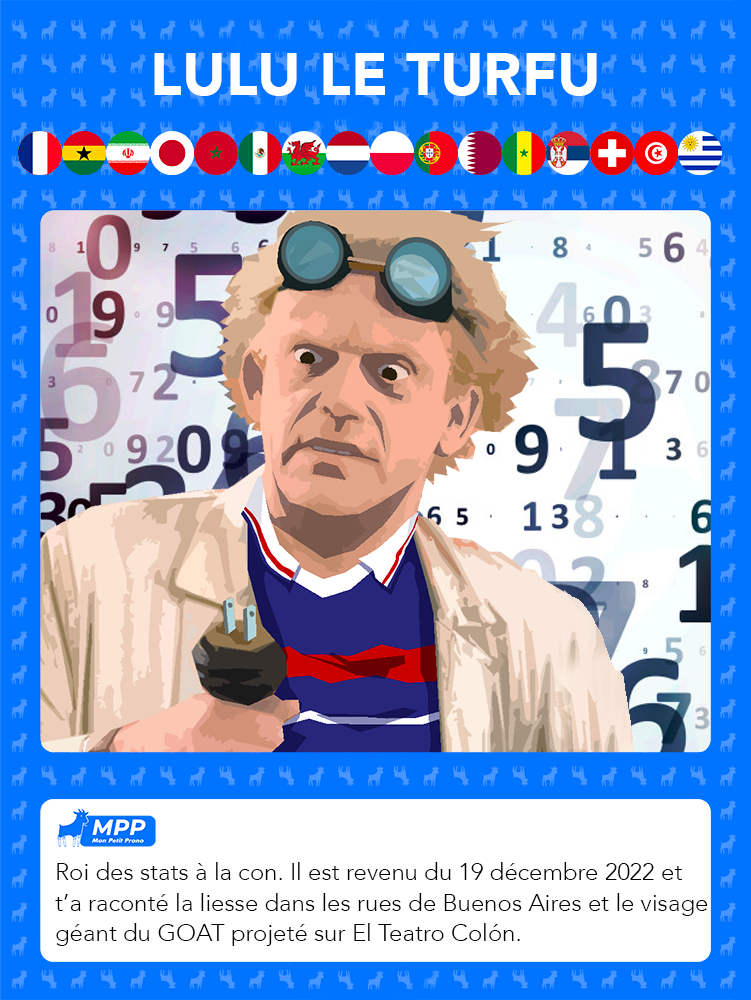 LULU LE TURFU
MPP
Mon Petit Prono
Roi des stats à la con. Il est revenu du 19 décembre 2022 et
t'a raconté la liesse dans les rues de Buenos Aires et le visage
géant du GOAT projeté sur El Teatro Colón.